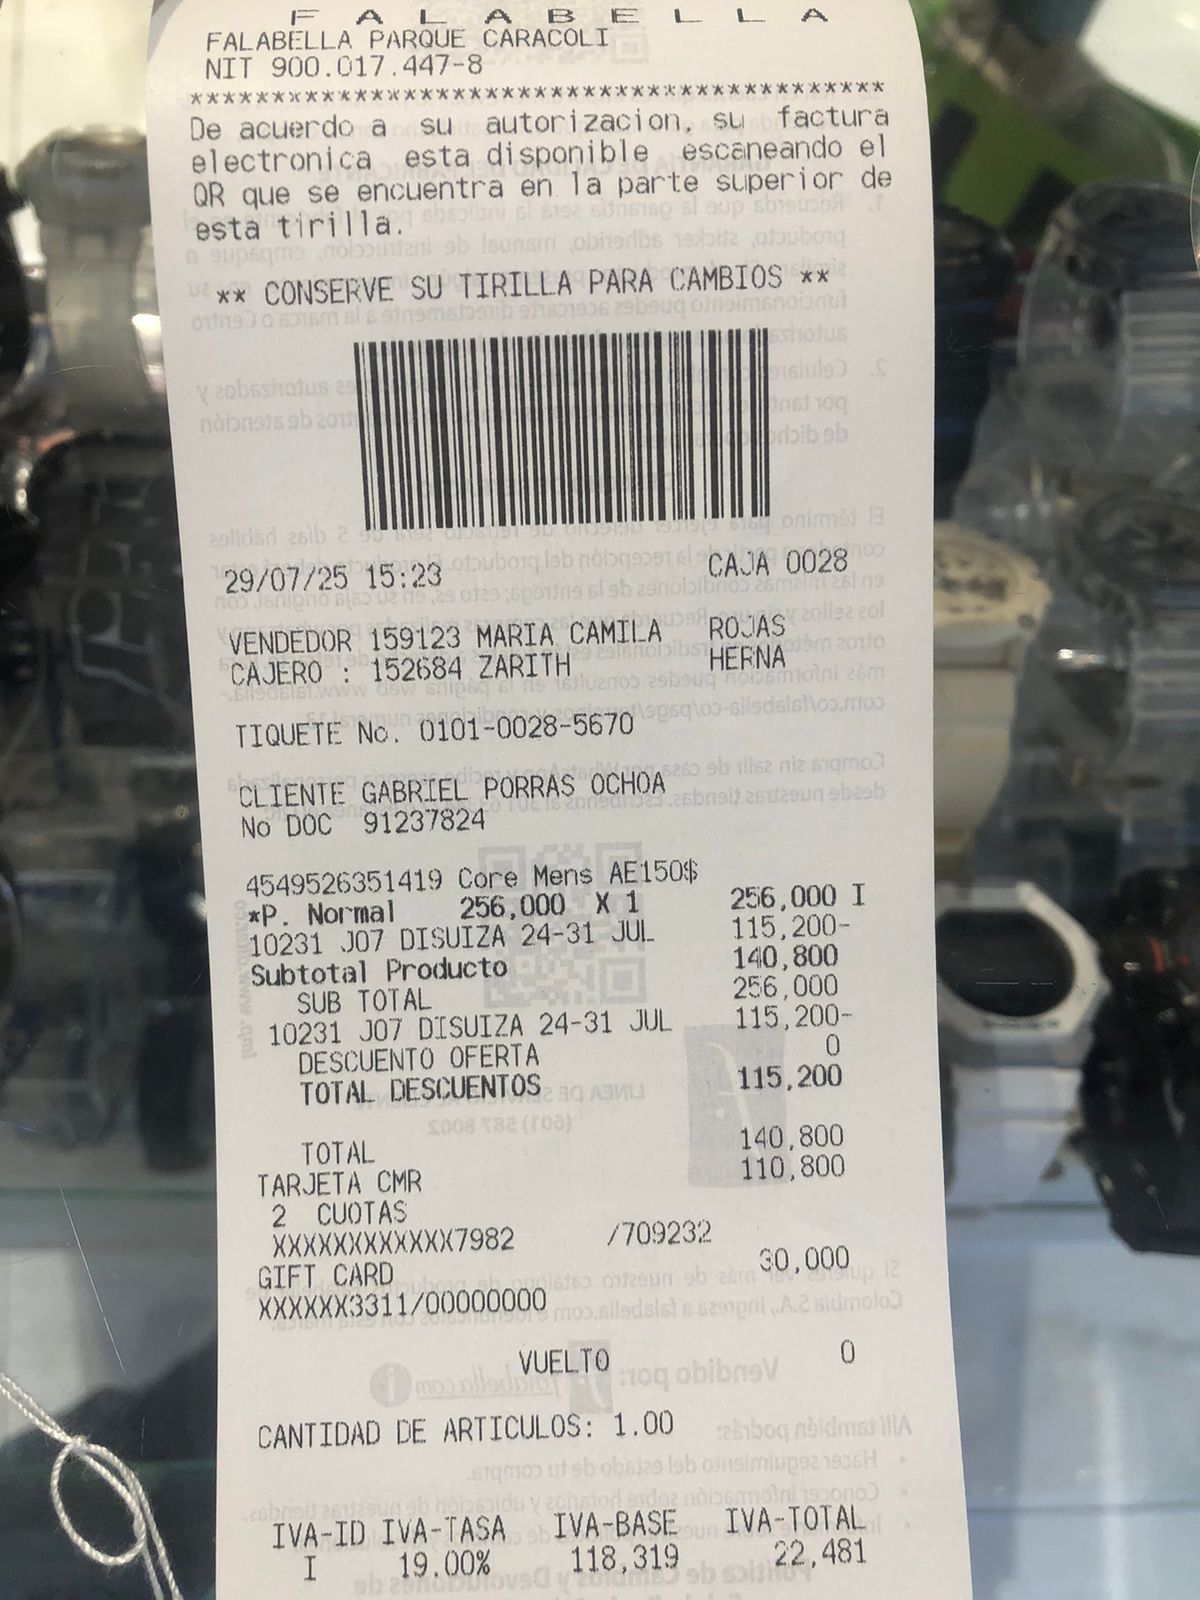 F A L A B E L L A
FALABELLA PARQUE CARACOLI
NIT 900.017.447-8
******************************************
De acuerdo a su autorizacion, su factura
electronica esta disponible escaneando el
QR que se encuentra en la parte superior de
esta tirilla.
** CONSERVE SU TIRILLA PARA CAMBIOS **
29/07/25 15:23 CAJA 0028
VENDEDOR 159123 MARIA CAMILA ROJAS
CAJERO : 152684 ZARITH HERNA
TIQUETE No. 0101-0028-5670
CLIENTE GABRIEL PORRAS OCHOA
No DOC 91237824
4549526351419 Core Mens AE150$
*P. Normal 256,000 X 1 256,000 I
10231 J07 DISUIZA 24-31 JUL 115,200-
Subtotal Producto 140,800
SUB TOTAL 256,000
10231 J07 DISUIZA 24-31 JUL 115,200-
DESCUENTO OFERTA 0
TOTAL DESCUENTOS 115,200
TOTAL 140,800
TARJETA CMR 110,800
2 CUOTAS
XXXXXXXXXXXX7982 /709232
GIFT CARD 30,000
XXXXXX3311/00000000
VUELTO 0
CANTIDAD DE ARTICULOS: 1.00
IVA-ID IVA-TASA IVA-BASE IVA-TOTAL
I 19.00% 118,319 22,481